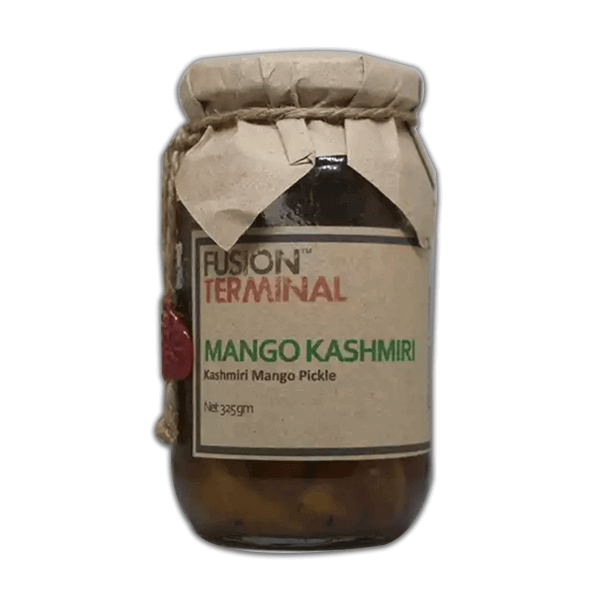 FUSION™
TERMINAL
MANGO KASHMIRI
Kashmiri Mango Pickle
Net 325gm